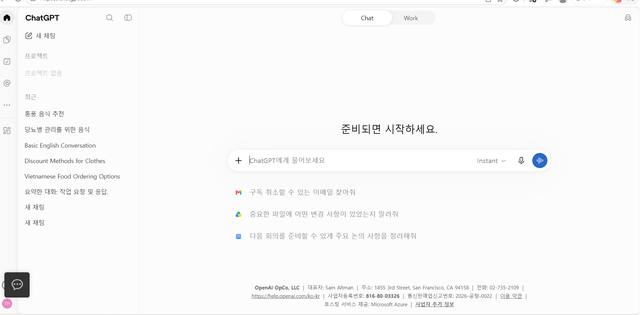 ChatGPT
Chat
Work
새 채팅
프로젝트
프로젝트 없음
최근
통풍 음식 추천
당뇨병 관리를 위한 음식
Basic English Conversation
Discount Methods for Clothes
Vietnamese Food Ordering Options
요약한 대화: 작업 요청 및 응답.
새 채팅
새 채팅
준비되면 시작하세요.
ChatGPT에게 물어보세요
Instant
구독 취소할 수 있는 이메일 찾아줘
중요한 파일에 어떤 변경 사항이 있었는지 알려줘
다음 회의를 준비할 수 있게 주요 논의 사항을 정리해줘
OpenAI OpCo, LLC | 대표자: Sam Altman | 주소: 1455 3rd Street, San Francisco, CA 94158 | 전화: 02-735-2109 |
https://help.openai.com/ko-kr | 사업자등록번호: 816-80-03326 | 통신판매업신고번호: 2026-공평-0022 | 이용 약관 |
호스팅 서비스 제공: Microsoft Azure | 사업자 추가 정보